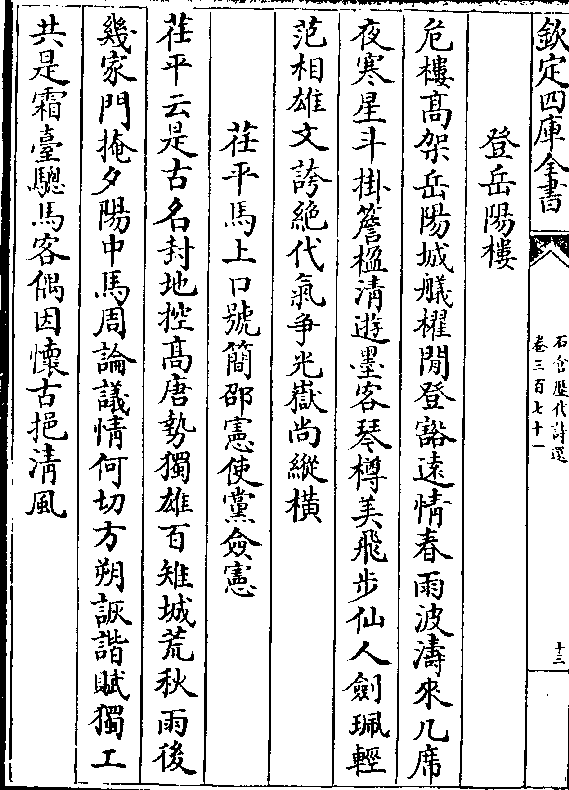 欽定四庫全書
石倉歷代詩選
卷三百七十一
十三
登岳陽樓
危樓高架岳陽城艤櫂閒登豁遠情春雨波濤來几席
夜寒星斗掛簷楹清遊墨客琴樽美飛步仙人劍珮輕
范相雄文誇絶代氣爭光嶽尚縱横
茌平馬上口號簡邵憲使黨僉憲
茌平云是古名封地控高唐勢獨雄百雉城荒秋雨後
幾家門掩夕陽中馬周論議情何切方朔詼諧賦獨工
共是霜臺驄馬客偶因懷古挹淸風